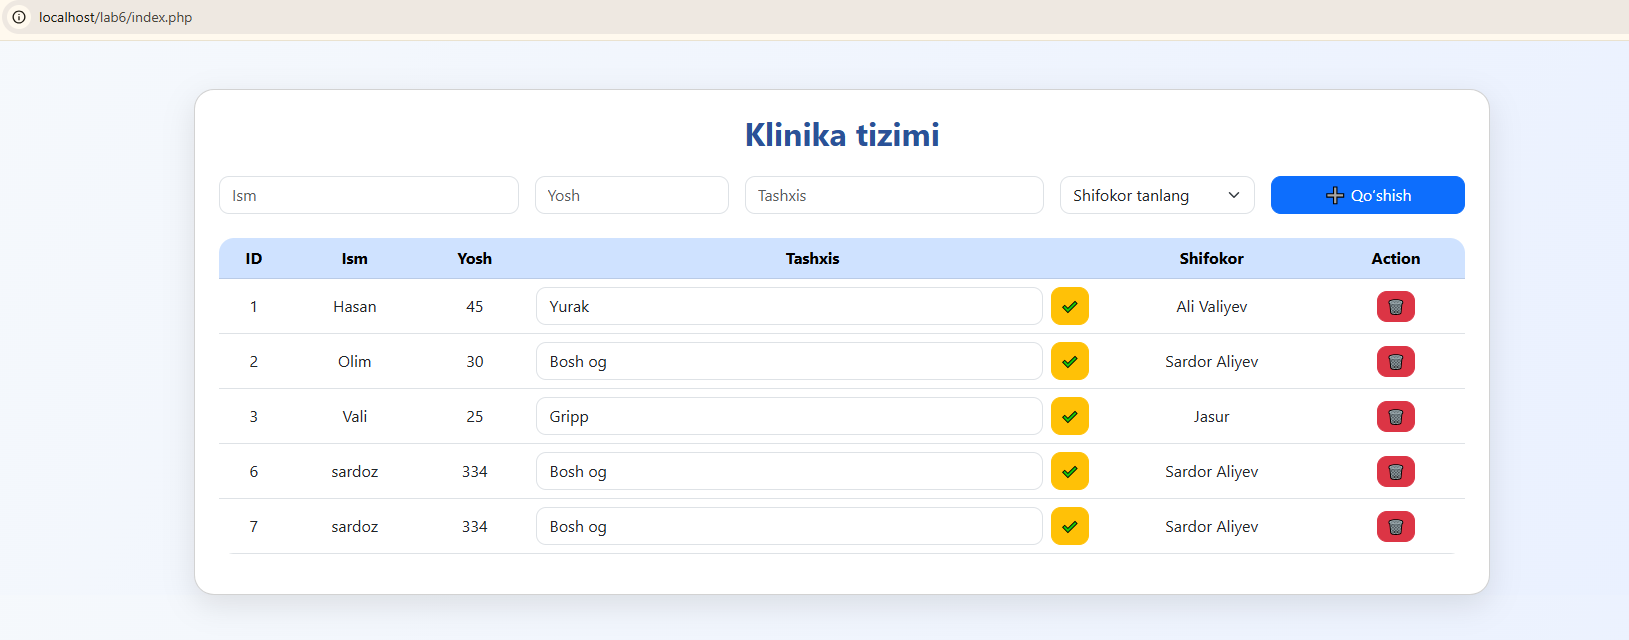 localhost/lab6/index.php
Klinika tizimi
Ism Yosh Tashxis Shifokor tanlang ➕ Qo‘shish
ID Ism Yosh Tashxis Shifokor Action
1 Hasan 45 Yurak Ali Valiyev
2 Olim 30 Bosh og Sardor Aliyev
3 Vali 25 Gripp Jasur
6 sardoz 334 Bosh og Sardor Aliyev
7 sardoz 334 Bosh og Sardor Aliyev